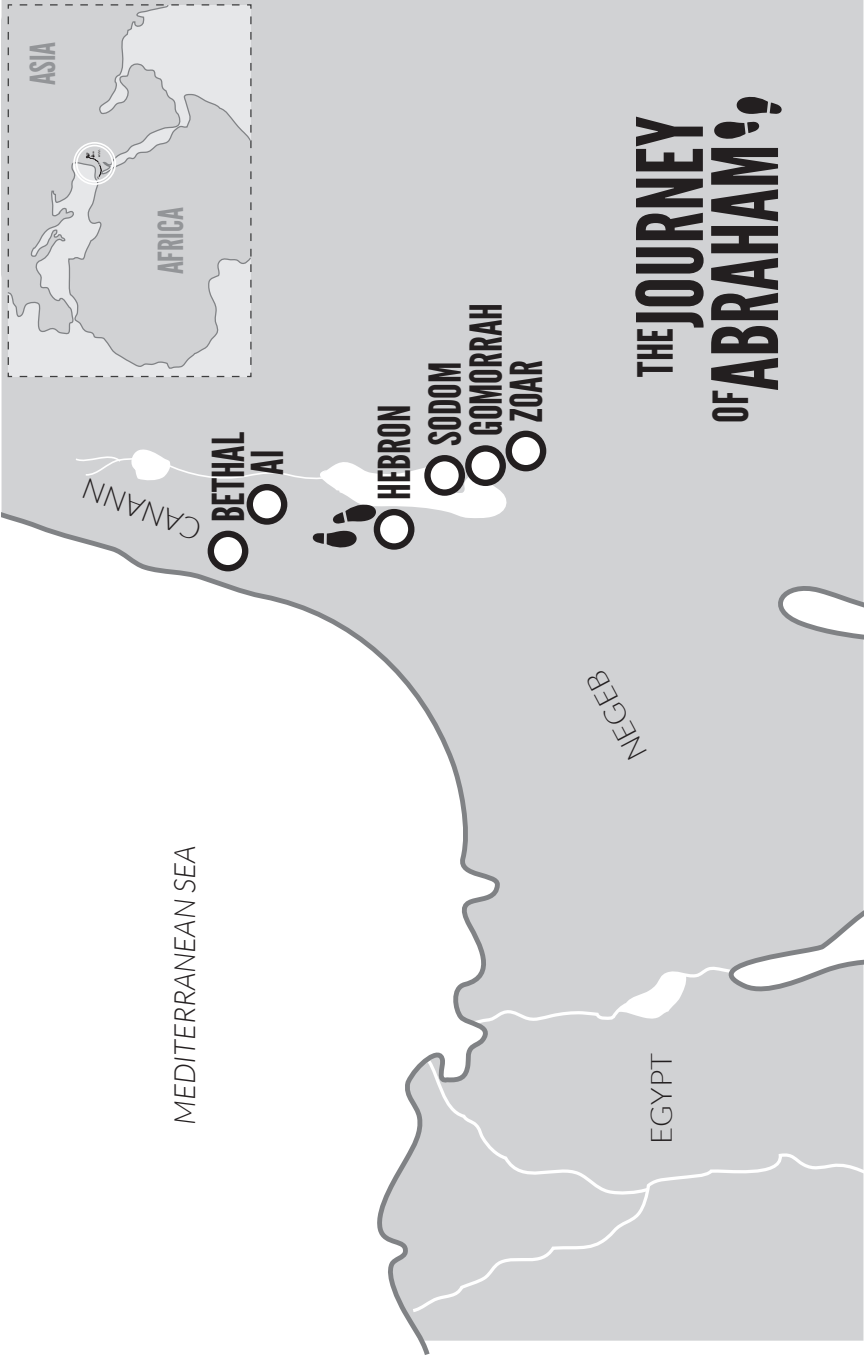 ASIA
AFRICA
MEDITERRANEAN SEA
CANANN
BETHAL
AI
HEBRON
SODOM
GOMORRAH
ZOAR
NEGEB
EGYPT
THE JOURNEY
OF ABRAHAM